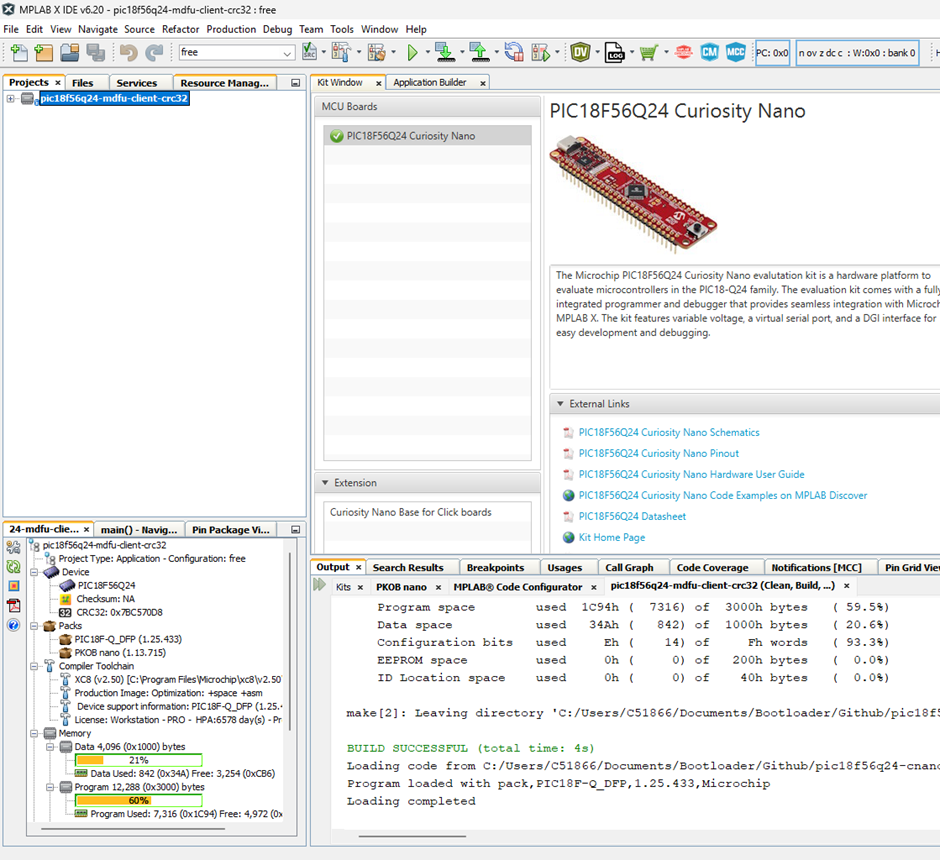 MPLAB X IDE v6.20 - pic18f56q24-mdfu-client-crc32 : free
File Edit View Navigate Source Refactor Production Debug Team Tools Window Help
free
SRC
DV
LOG
CM
MCC
PC: 0x0
n ov z dc c : W:0x0 : bank 0
Projects
Files
Services
Resource Manag...
pic18f56q24-mdfu-client-crc32
Kit Window
Application Builder
MCU Boards
PIC18F56Q24 Curiosity Nano
PIC18F56Q24 Curiosity Nano
The Microchip PIC18F56Q24 Curiosity Nano evalutation kit is a hardware platform to
evaluate microcontrollers in the PIC18-Q24 family. The evaluation kit comes with a fully
integrated programmer and debugger that provides seamless integration with Microc
MPLAB X. The kit features variable voltage, a virtual serial port, and a DGI interface for
easy development and debugging.
External Links
PIC18F56Q24 Curiosity Nano Schematics
PIC18F56Q24 Curiosity Nano Pinout
PIC18F56Q24 Curiosity Nano Hardware User Guide
PIC18F56Q24 Curiosity Nano Code Examples on MPLAB Discover
PIC18F56Q24 Datasheet
Kit Home Page
Extension
Curiosity Nano Base for Click boards
24-mdfu-clie...
main() - Navig...
Pin Package Vi...
pic18f56q24-mdfu-client-crc32
Project Type: Application - Configuration: free
Device
PIC18F56Q24
Checksum: NA
CRC32: 0x7BC570D8
Packs
PIC18F-Q_DFP (1.25.433)
PKOB nano (1.13.715)
Compiler Toolchain
XC8 (v2.50) [C:\Program Files\Microchip\xc8\v2.50
Production Image: Optimization: +space +asm
Device support information: PIC18F-Q_DFP (1.25.4
License: Workstation - PRO - HPA:6578 day(s) - Pr
Memory
Data 4,096 (0x1000) bytes
21%
Data Used: 842 (0x34A) Free: 3,254 (0xCB6)
Program 12,288 (0x3000) bytes
60%
Program Used: 7,316 (0x1C94) Free: 4,972 (0x
Output
Search Results
Breakpoints
Usages
Call Graph
Code Coverage
Notifications [MCC]
Pin Grid View
Kits
PKOB nano
MPLAB® Code Configurator
pic18f56q24-mdfu-client-crc32 (Clean, Build, ...)
Program space used 1C94h ( 7316) of 3000h bytes ( 59.5%)
Data space used 34Ah ( 842) of 1000h bytes ( 20.6%)
Configuration bits used Eh ( 14) of Fh words ( 93.3%)
EEPROM space used 0h ( 0) of 200h bytes ( 0.0%)
ID Location space used 0h ( 0) of 40h bytes ( 0.0%)
make[2]: Leaving directory 'C:/Users/C51866/Documents/Bootloader/Github/pic18f5
BUILD SUCCESSFUL (total time: 4s)
Loading code from C:/Users/C51866/Documents/Bootloader/Github/pic18f56q24-cnano
Program loaded with pack,PIC18F-Q_DFP,1.25.433,Microchip
Loading completed